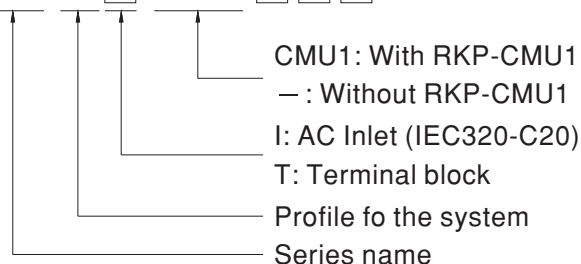 CMU1: With RKP-CMU1
— : Without RKP-CMU1
I: AC Inlet (IEC320-C20)
T: Terminal block
Profile fo the system
Series name